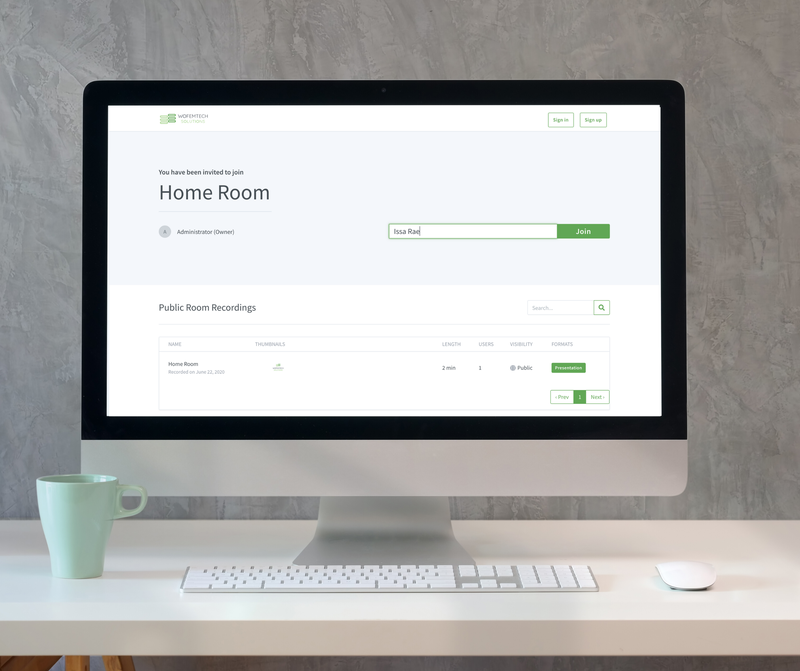 WOFEMTECH
SOLUTIONS
Sign in
Sign up
You have been invited to join
Home Room
A
Administrator (Owner)
Issa Rae
Join
Public Room Recordings
Search...
NAME THUMBNAILS LENGTH USERS VISIBILITY FORMATS
Home Room
Recorded on June 22, 2020
2 min 1 Public Presentation
‹ Prev 1 Next ›